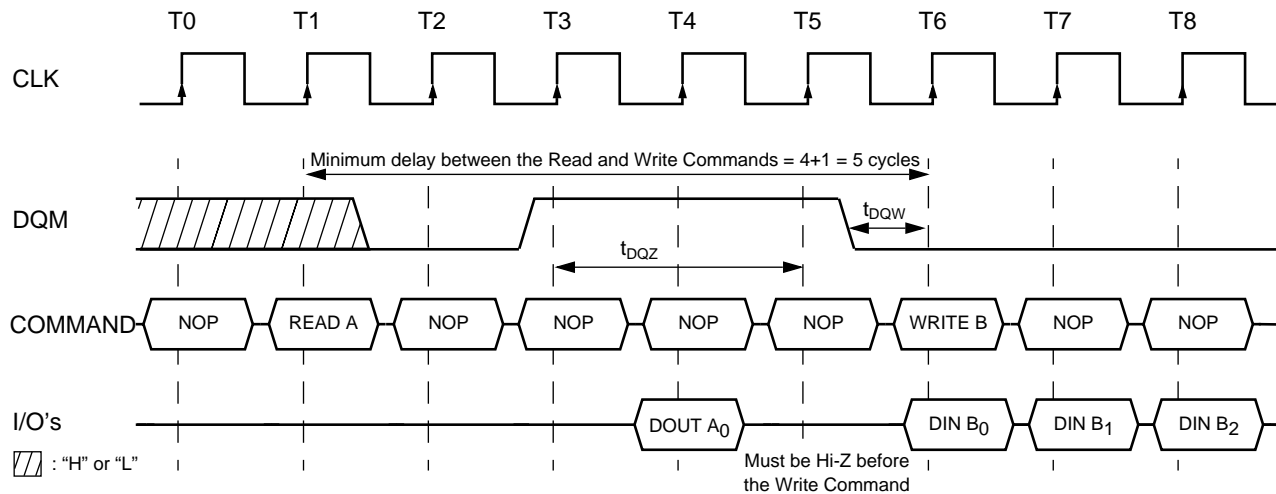 T0 T1 T2 T3 T4 T5 T6 T7 T8
CLK
Minimum delay between the Read and Write Commands = 4+1 = 5 cycles
DQM
tDQW
tDQZ
COMMAND NOP READ A NOP NOP NOP NOP WRITE B NOP NOP
I/O's DOUT A0 DIN B0 DIN B1 DIN B2
: “H” or “L”
Must be Hi-Z before
the Write Command